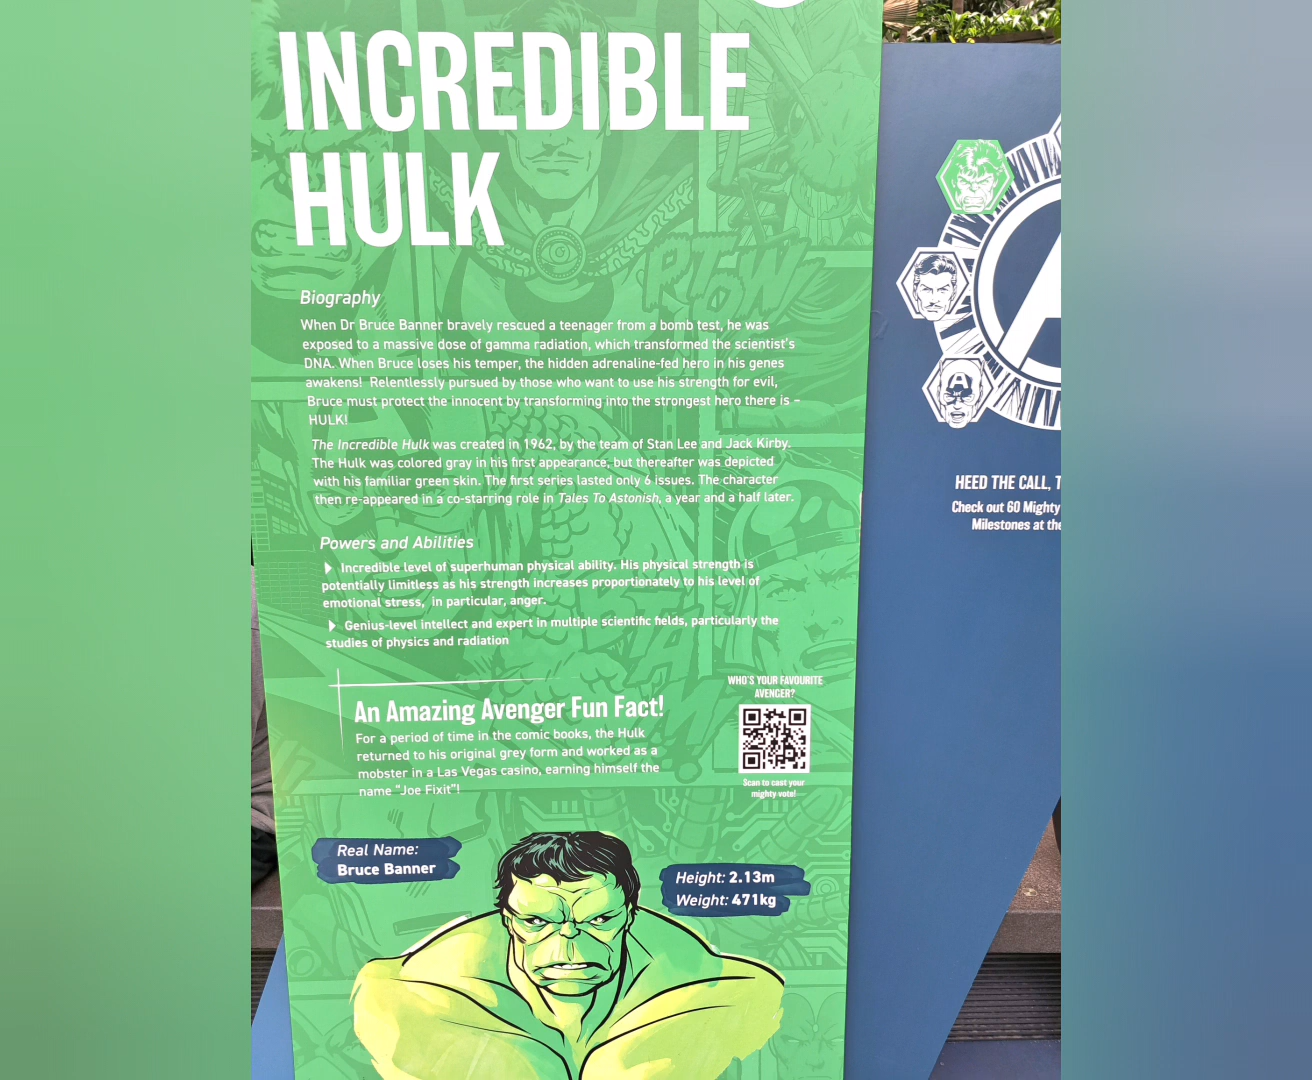 INCREDIBLE
HULK
Biography
When Dr Bruce Banner bravely rescued a teenager from a bomb test, he was
exposed to a massive dose of gamma radiation, which transformed the scientist's
DNA. When Bruce loses his temper, the hidden adrenaline-fed hero in his genes
awakens! Relentlessly pursued by those who want to use his strength for evil,
Bruce must protect the innocent by transforming into the strongest hero there is –
HULK!
The Incredible Hulk was created in 1962, by the team of Stan Lee and Jack Kirby.
The Hulk was colored gray in his first appearance, but thereafter was depicted
with his familiar green skin. The first series lasted only 6 issues. The character
then re-appeared in a co-starring role in Tales To Astonish, a year and a half later.
Powers and Abilities
Incredible level of superhuman physical ability. His physical strength is
potentially limitless as his strength increases proportionately to his level of
emotional stress, in particular, anger.
Genius-level intellect and expert in multiple scientific fields, particularly the
studies of physics and radiation
An Amazing Avenger Fun Fact!
For a period of time in the comic books, the Hulk
returned to his original grey form and worked as a
mobster in a Las Vegas casino, earning himself the
name "Joe Fixit"!
WHO'S YOUR FAVOURITE
AVENGER?
Scan to cast your
mighty vote!
Real Name:
Bruce Banner
Height: 2.13m
Weight: 471kg
PTOW
HEED THE CALL, T
Check out 60 Mighty
Milestones at the